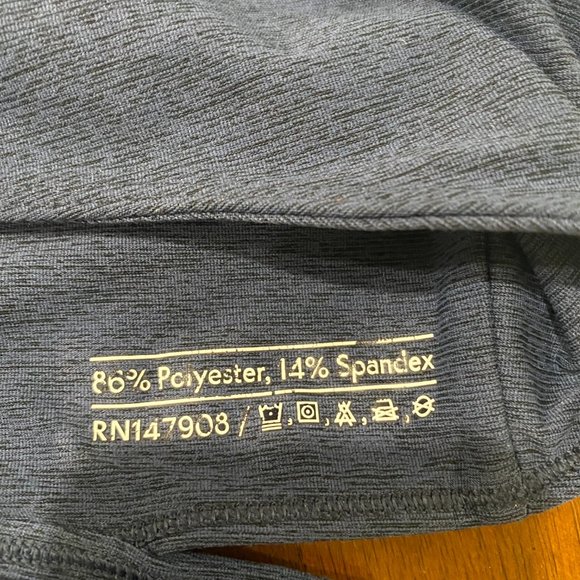 86% Polyester, 14% Spandex
RN147908 /